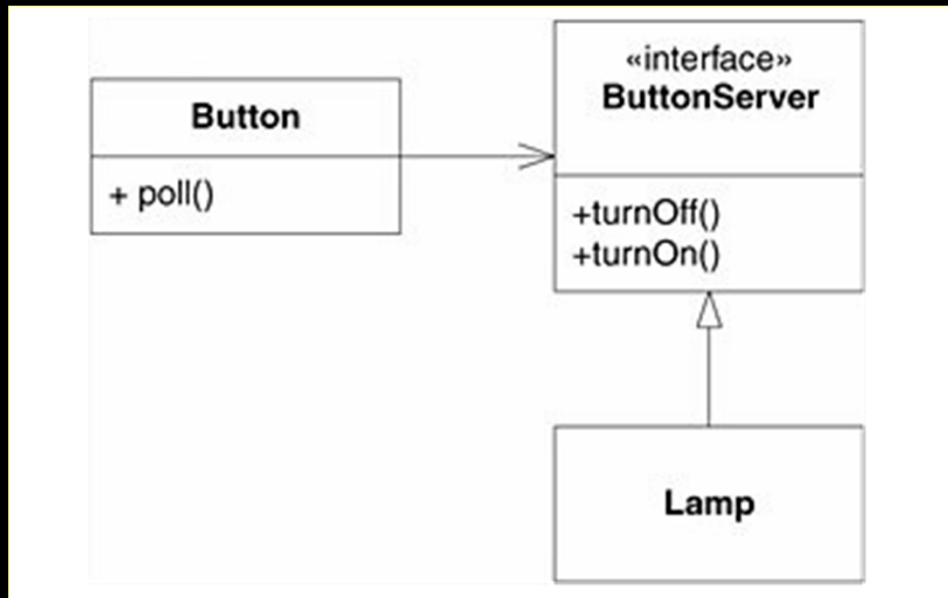 Button
+ poll()
«interface»
ButtonServer
+turnOff()
+turnOn()
Lamp